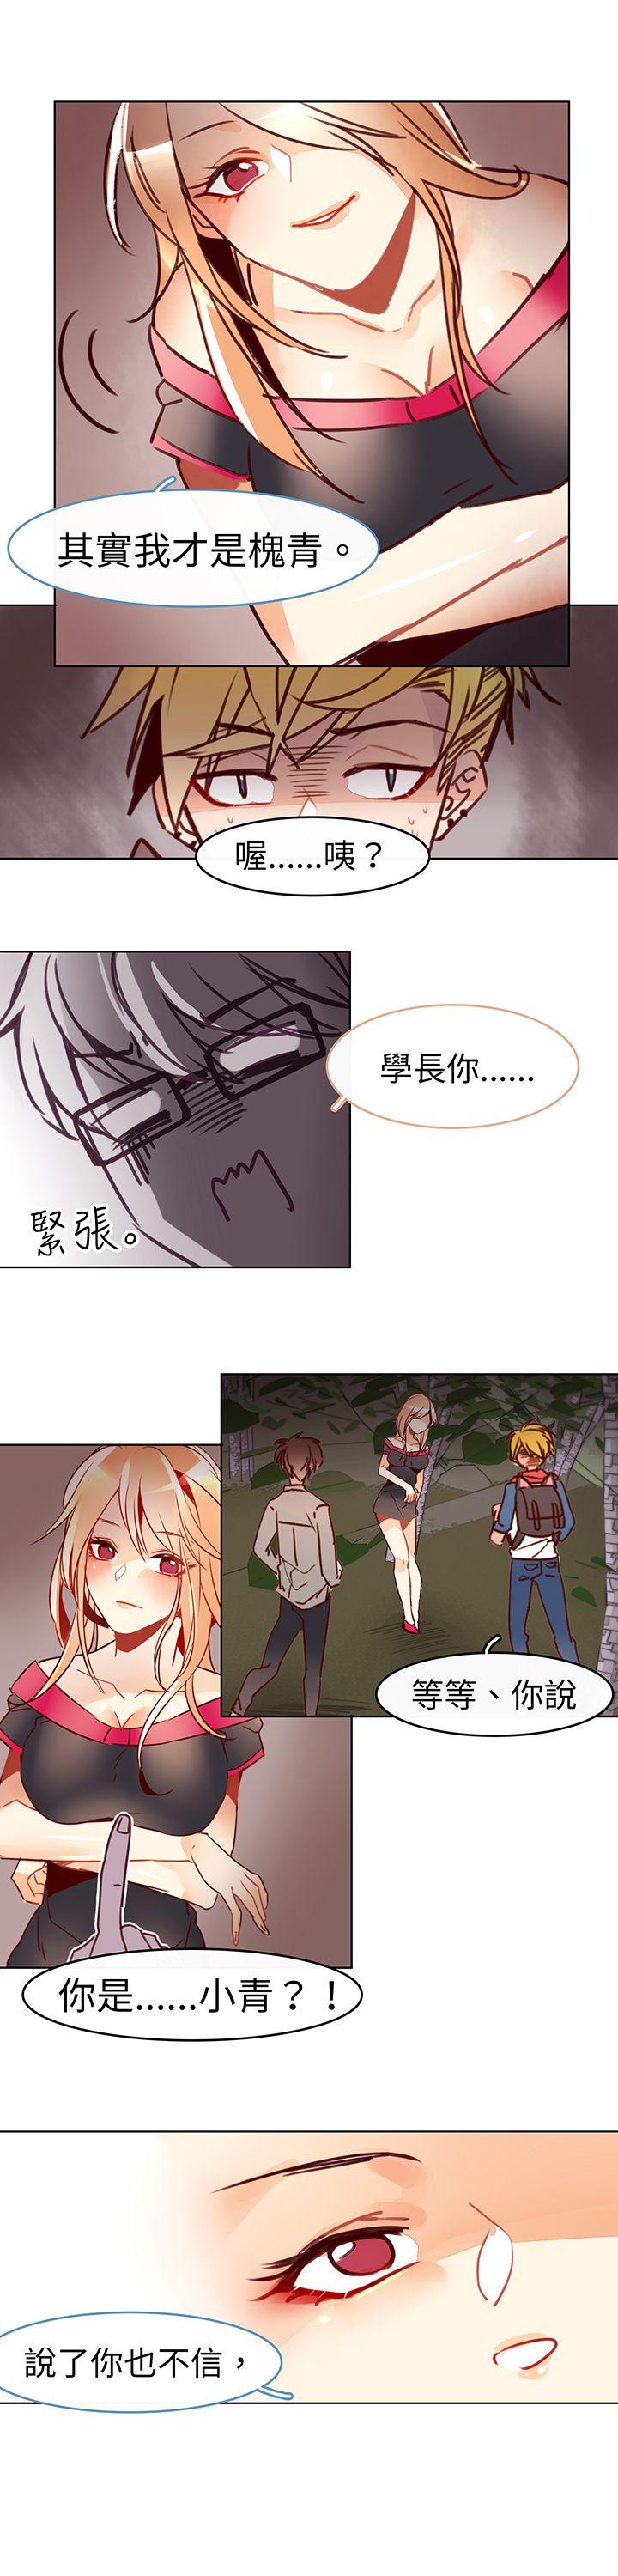 其實我才是槐青。
喔......咦？
學長你......
緊張。
等等、你說
你是......小青？！
說了你也不信，